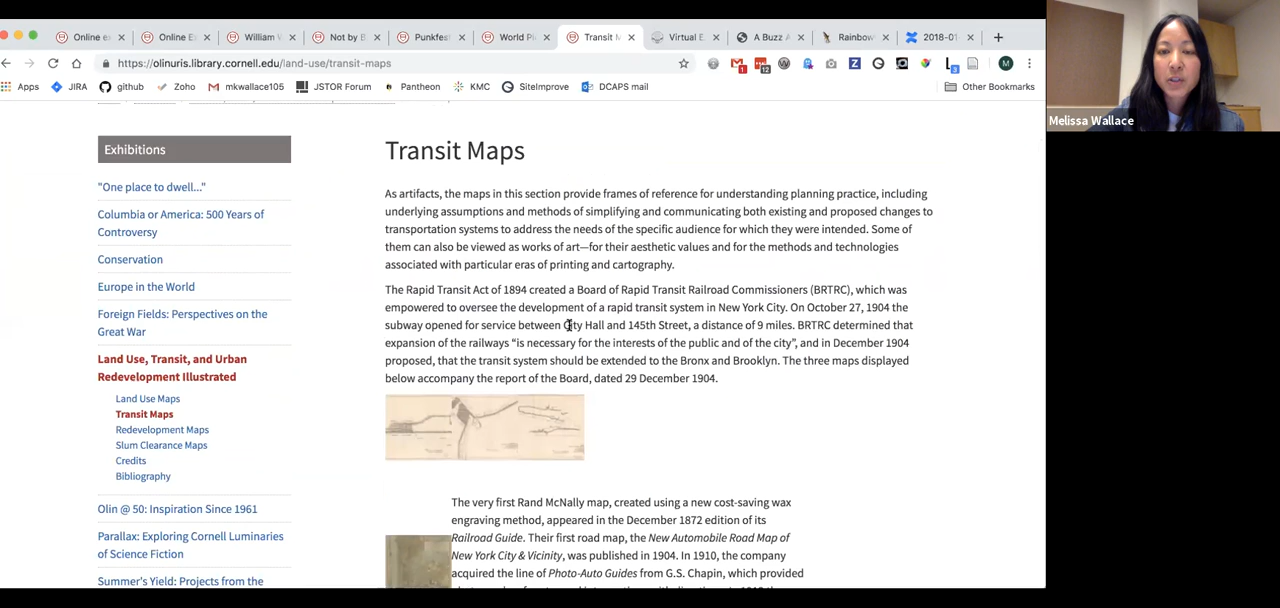 Online e
Online E
William V
Not by B
Punkfest
World Pl
Transit M
Virtual E
A Buzz A
Rainbow
2018-01
https://olinuris.library.cornell.edu/land-use/transit-maps
Apps
JIRA
github
Zoho
mkwallace105
JSTOR Forum
Pantheon
KMC
SiteImprove
DCAPS mail
Other Bookmarks
Melissa Wallace
Exhibitions
"One place to dwell..."
Columbia or America: 500 Years of
Controversy
Conservation
Europe in the World
Foreign Fields: Perspectives on the
Great War
Land Use, Transit, and Urban
Redevelopment Illustrated
Land Use Maps
Transit Maps
Redevelopment Maps
Slum Clearance Maps
Credits
Bibliography
Olin @ 50: Inspiration Since 1961
Parallax: Exploring Cornell Luminaries
of Science Fiction
Summer's Yield: Projects from the
Transit Maps
As artifacts, the maps in this section provide frames of reference for understanding planning practice, including
underlying assumptions and methods of simplifying and communicating both existing and proposed changes to
transportation systems to address the needs of the specific audience for which they were intended. Some of
them can also be viewed as works of art—for their aesthetic values and for the methods and technologies
associated with particular eras of printing and cartography.
The Rapid Transit Act of 1894 created a Board of Rapid Transit Railroad Commissioners (BRTRC), which was
empowered to oversee the development of a rapid transit system in New York City. On October 27, 1904 the
subway opened for service between City Hall and 145th Street, a distance of 9 miles. BRTRC determined that
expansion of the railways “is necessary for the interests of the public and of the city”, and in December 1904
proposed, that the transit system should be extended to the Bronx and Brooklyn. The three maps displayed
below accompany the report of the Board, dated 29 December 1904.
The very first Rand McNally map, created using a new cost-saving wax
engraving method, appeared in the December 1872 edition of its
Railroad Guide. Their first road map, the New Automobile Road Map of
New York City & Vicinity, was published in 1904. In 1910, the company
acquired the line of Photo-Auto Guides from G.S. Chapin, which provided